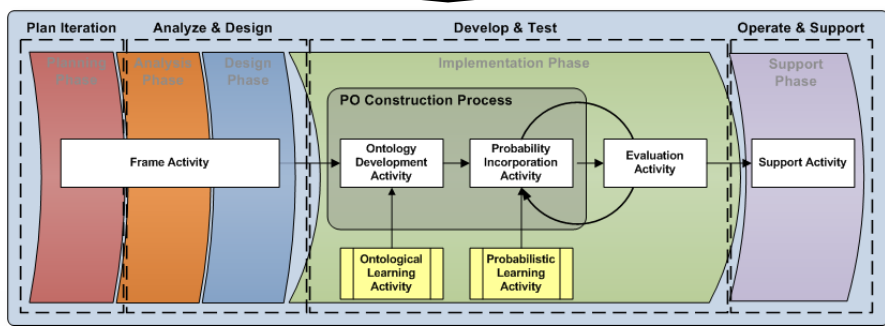 Plan Iteration
Analyze & Design
Develop & Test
Operate & Support
Planning
Phase
Analysis
Phase
Design
Phase
Implementation Phase
Support
Phase
PO Construction Process
Frame Activity
Ontology
Development
Activity
Probability
Incorporation
Activity
Evaluation
Activity
Support Activity
Ontological
Learning
Activity
Probabilistic
Learning
Activity